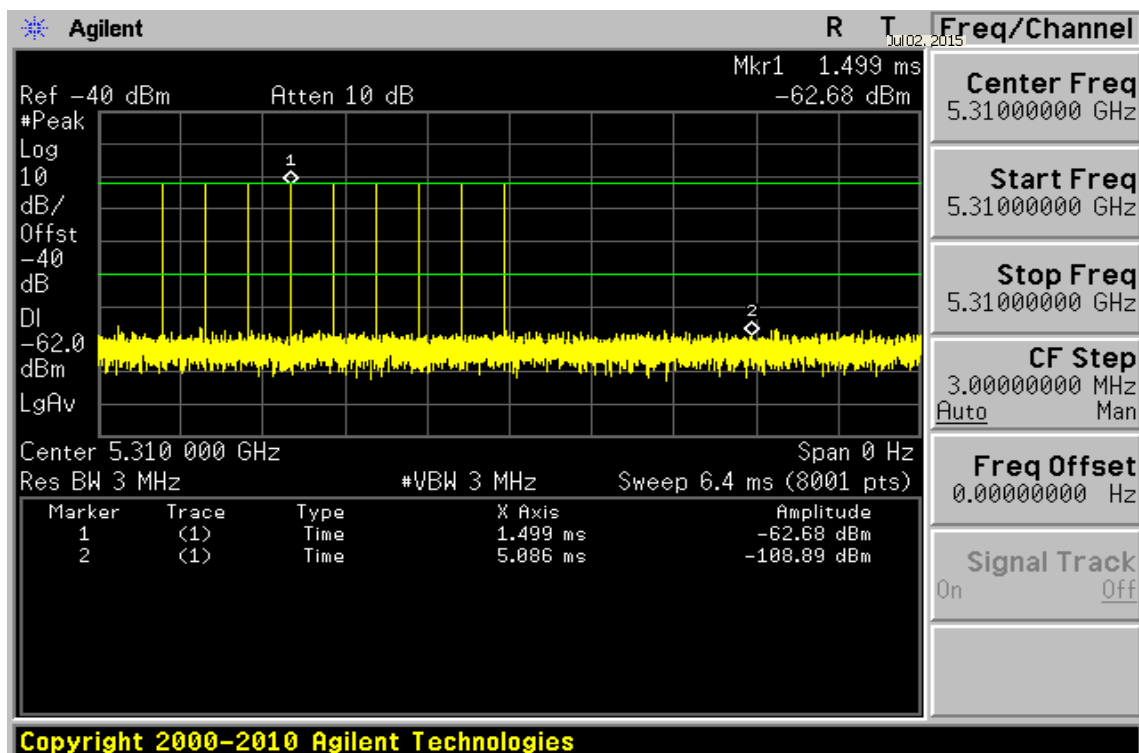 Agilent R T Freq/Channel
Jul 02, 2015
Mkr1 1.499 ms
Ref -40 dBm Atten 10 dB -62.68 dBm
#Peak
Log
10
dB/
Offst
-40
dB
DI
-62.0
dBm
LgAv
1
2
Center 5.310 000 GHz Span 0 Hz
Res BW 3 MHz #VBW 3 MHz Sweep 6.4 ms (8001 pts)
Marker Trace Type X Axis Amplitude
1 (1) Time 1.499 ms -62.68 dBm
2 (1) Time 5.086 ms -108.89 dBm
Center Freq
5.31000000 GHz
Start Freq
5.31000000 GHz
Stop Freq
5.31000000 GHz
CF Step
3.00000000 MHz
Auto Man
Freq Offset
0.00000000 Hz
Signal Track
On Off
Copyright 2000-2010 Agilent Technologies